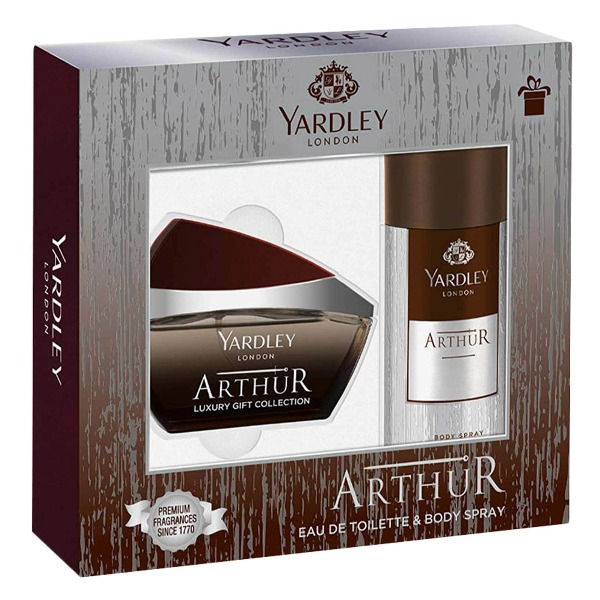 YARDLEY
LONDON
YARDLEY
LONDON
YARDLEY
LONDON
YARDLEY
LONDON
ARTHUR
LUXURY GIFT COLLECTION
YARDLEY
LONDON
ARTHUR
BODY SPRAY
ARTHUR
EAU DE TOILETTE & BODY SPRAY
PREMIUM
FRAGRANCES
SINCE 1770